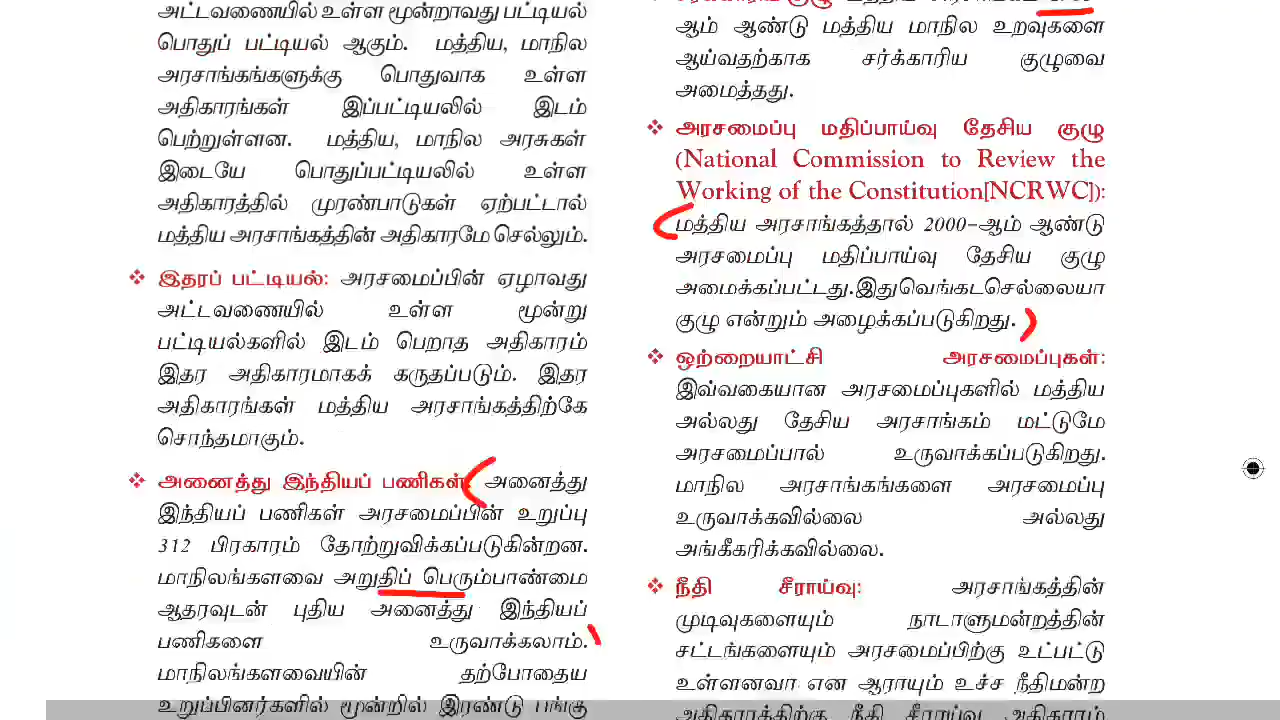 அட்டவணையில் உள்ள மூன்றாவது பட்டியல்
பொதுப் பட்டியல் ஆகும். மத்திய, மாநில
அரசாங்கங்களுக்கு பொதுவாக உள்ள
அதிகாரங்கள் இப்பட்டியலில் இடம்
பெற்றுள்ளன. மத்திய, மாநில அரசுகள்
இடையே பொதுப்பட்டியலில் உள்ள
அதிகாரத்தில் முரண்பாடுகள் ஏற்பட்டால்
மத்திய அரசாங்கத்தின் அதிகாரமே செல்லும்.
❖ இதரப் பட்டியல்: அரசமைப்பின் ஏழாவது
அட்டவணையில் உள்ள மூன்று
பட்டியல்களில் இடம் பெறாத அதிகாரம்
இதர அதிகாரமாகக் கருதப்படும். இதர
அதிகாரங்கள் மத்திய அரசாங்கத்திற்கே
சொந்தமாகும்.
❖ அனைத்து இந்தியப் பணிகள் அனைத்து
இந்தியப் பணிகள் அரசமைப்பின் உறுப்பு
312 பிரகாரம் தோற்றுவிக்கப்படுகின்றன.
மாநிலங்களவை அறுதிப் பெரும்பாண்மை
ஆதரவுடன் புதிய அனைத்து இந்தியப்
பணிகளை உருவாக்கலாம்.
மாநிலங்களவையின் தற்போதைய
உறுப்பினர்களில் மூன்றில் இரண்டு பங்கு
ஆம் ஆண்டு மத்திய மாநில உறவுகளை
ஆய்வதற்காக சர்க்காரிய குழுவை
அமைத்தது.
❖ அரசமைப்பு மதிப்பாய்வு தேசிய குழு
(National Commission to Review the
Working of the Constitution[NCRWC]):
மத்திய அரசாங்கத்தால் 2000-ஆம் ஆண்டு
அரசமைப்பு மதிப்பாய்வு தேசிய குழு
அமைக்கப்பட்டது.இதுவெங்கடசெல்லையா
குழு என்றும் அழைக்கப்படுகிறது.
❖ ஒற்றையாட்சி அரசமைப்புகள்:
இவ்வகையான அரசமைப்புகளில் மத்திய
அல்லது தேசிய அரசாங்கம் மட்டுமே
அரசமைப்பால் உருவாக்கப்படுகிறது.
மாநில அரசாங்கங்களை அரசமைப்பு
உருவாக்கவில்லை அல்லது
அங்கீகரிக்கவில்லை.
❖ நீதி சீராய்வு: அரசாங்கத்தின்
முடிவுகளையும் நாடாளுமன்றத்தின்
சட்டங்களையும் அரசமைப்பிற்கு உட்பட்டு
உள்ளனவா என ஆராயும் உச்ச நீதிமன்ற
அதிகாரத்திற்கு நீதி சீராய்வு அதிகாரம்